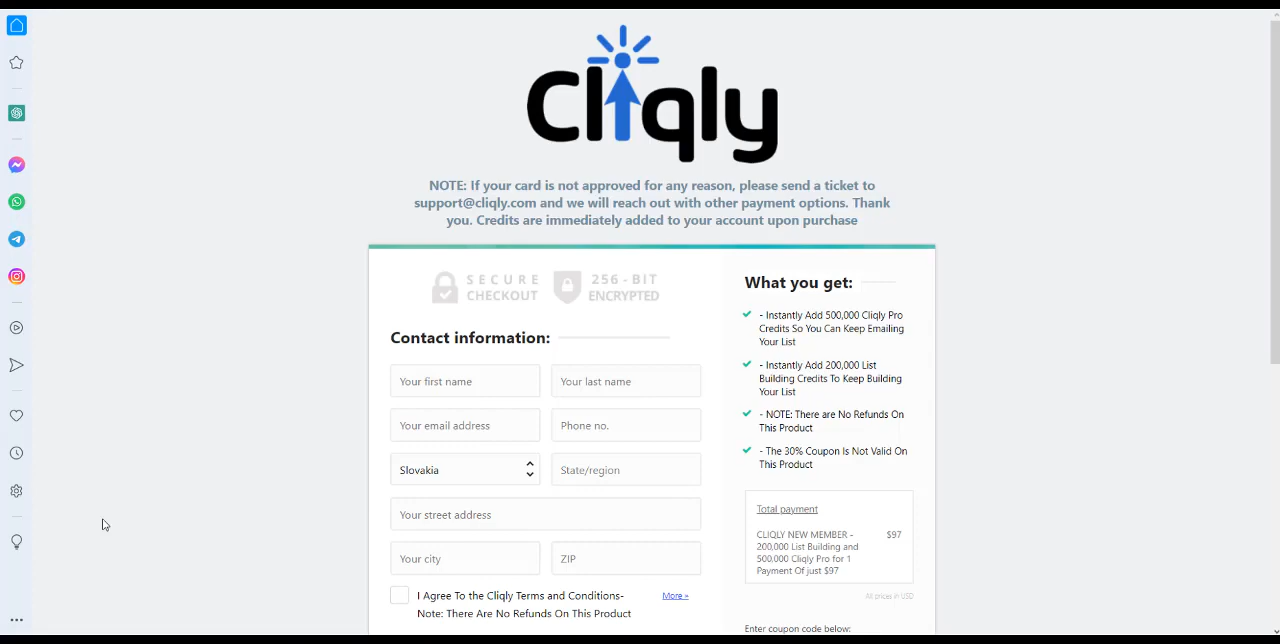 Cliqly
NOTE: If your card is not approved for any reason, please send a ticket to
support@cliqly.com and we will reach out with other payment options. Thank
you. Credits are immediately added to your account upon purchase
SECURE
CHECKOUT
256-BIT
ENCRYPTED
Contact information:
Your first name
Your last name
Your email address
Phone no.
Slovakia
State/region
Your street address
Your city
ZIP
I Agree To the Cliqly Terms and Conditions-
Note: There Are No Refunds On This Product
More »
What you get:
- Instantly Add 500,000 Cliqly Pro
Credits So You Can Keep Emailing
Your List
- Instantly Add 200,000 List
Building Credits To Keep Building
Your List
- NOTE: There are No Refunds On
This Product
- The 30% Coupon Is Not Valid On
This Product
Total payment
CLIQLY NEW MEMBER - $97
200,000 List Building and
500,000 Cliqly Pro for 1
Payment Of just $97
All prices in USD
Enter coupon code below: